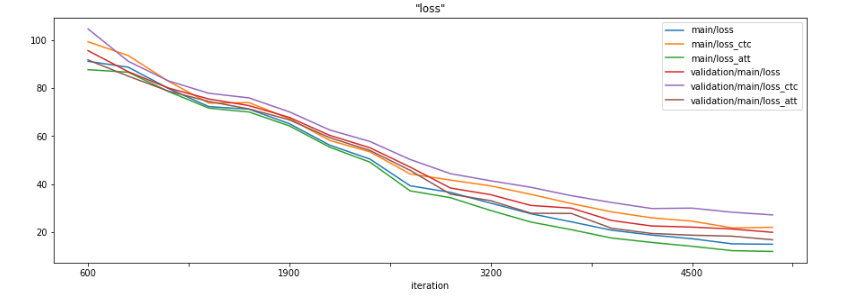 "loss"
100
80
60
40
20
600
1900
3200
4500
iteration
main/loss
main/loss_ctc
main/loss_att
validation/main/loss
validation/main/loss_ctc
validation/main/loss_att